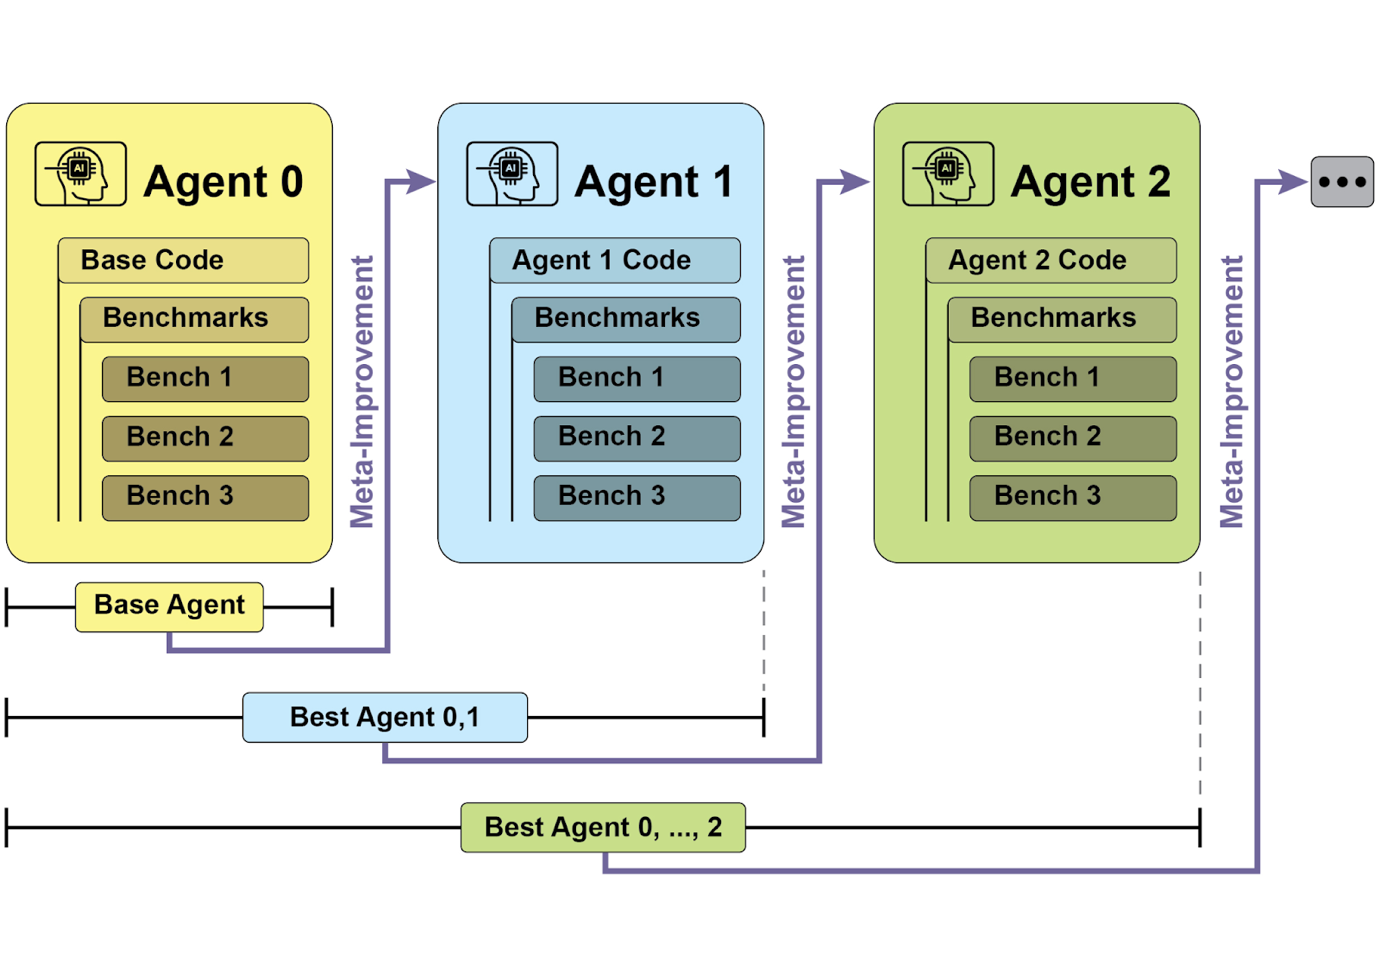 AI
Agent 0
Base Code
Benchmarks
Bench 1
Bench 2
Bench 3
Meta-Improvement
AI
Agent 1
Agent 1 Code
Benchmarks
Bench 1
Bench 2
Bench 3
Meta-Improvement
AI
Agent 2
Agent 2 Code
Benchmarks
Bench 1
Bench 2
Bench 3
Meta-Improvement
...
Base Agent
Best Agent 0,1
Best Agent 0, ..., 2